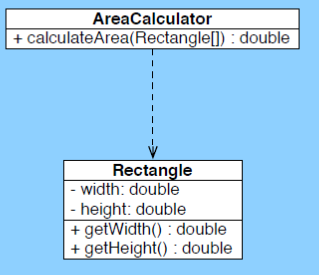 AreaCalculator
+ calculateArea(Rectangle[]) : double
Rectangle
- width: double
- height: double
+ getWidth() : double
+ getHeight() : double